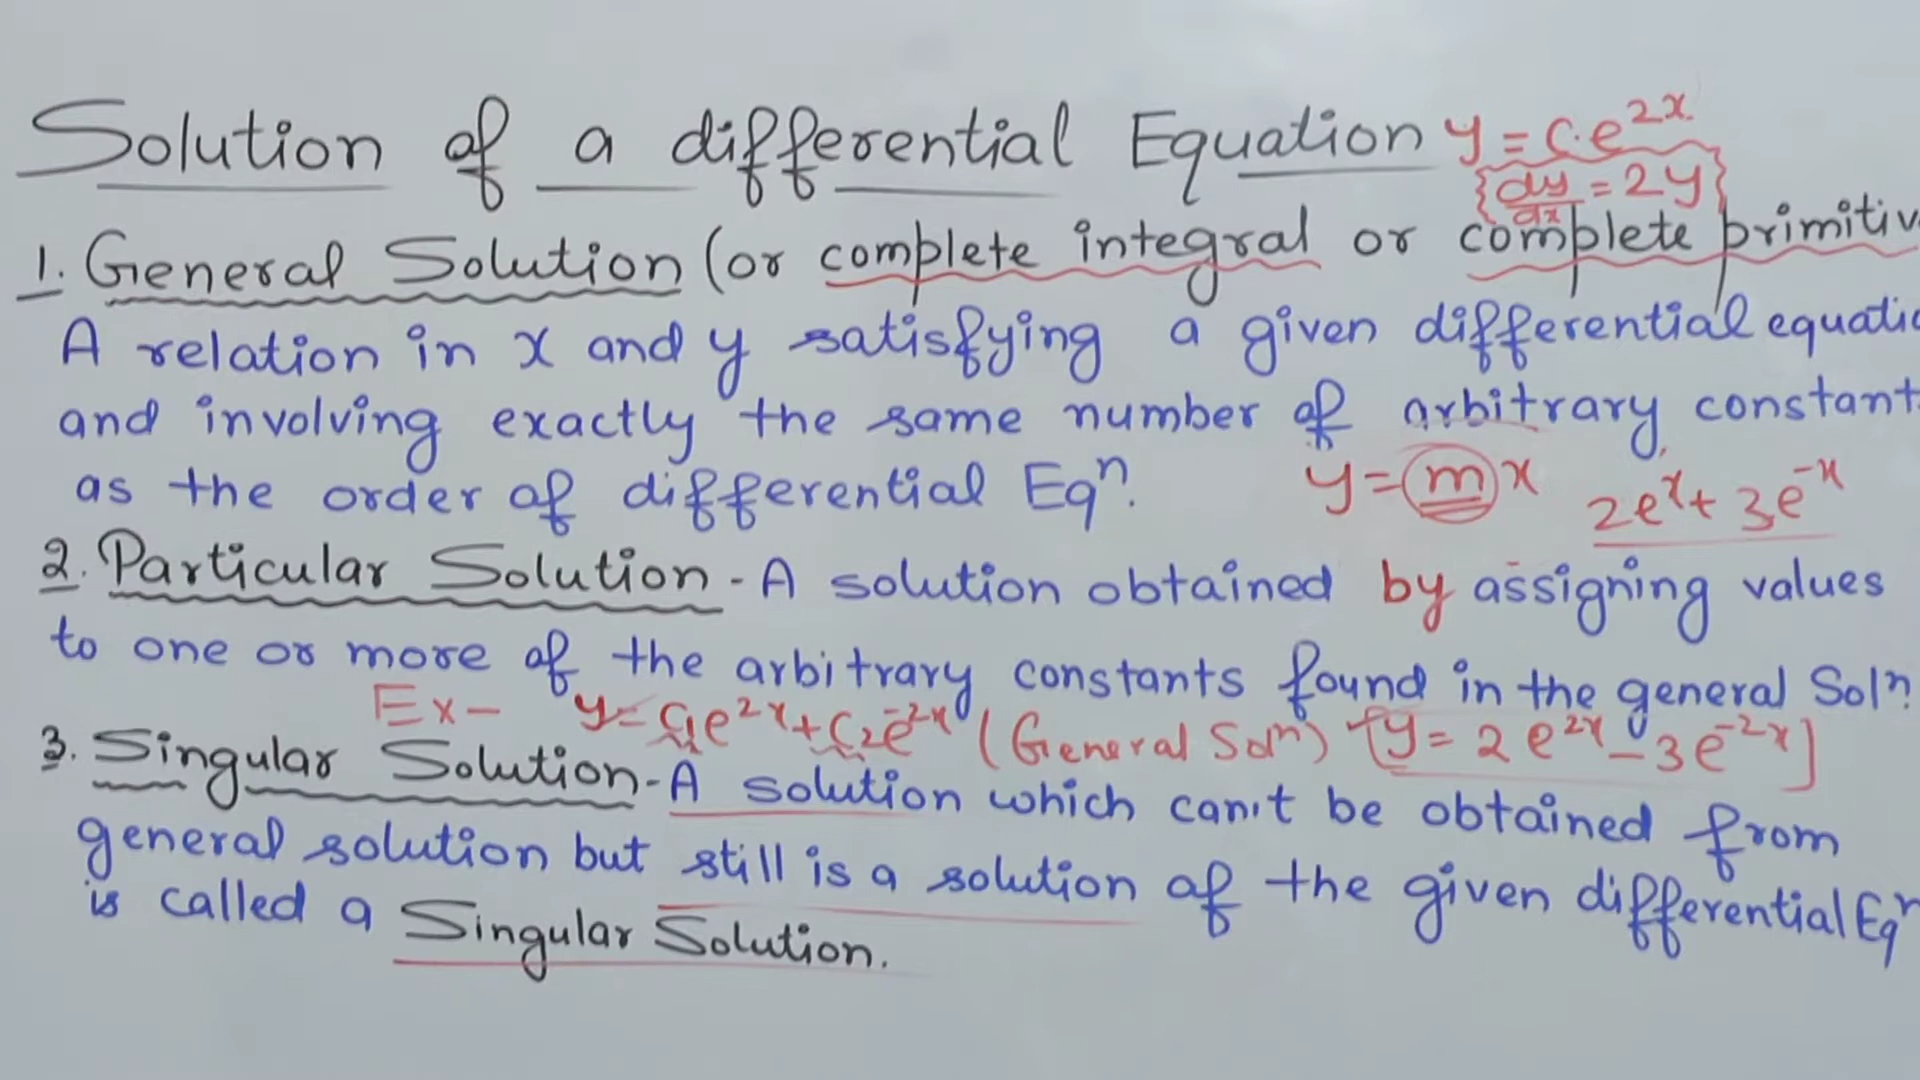 Solution of a differential Equation y = c.e^2x
{dy/dx = 2y}
1. General Solution (or complete integral or complete primitiv
A relation in x and y satisfying a given differential equatio
and involving exactly the same number of arbitrary constant
as the order of differential Eqn. y = mx 2e^x + 3e^-x
2. Particular Solution - A solution obtained by assigning values
to one or more of the arbitrary constants found in the general Soln.
Ex - y = c1e^2x + c2e^-2x (General Soln) [y = 2e^2x - 3e^-2x]
3. Singular Solution - A solution which can't be obtained from
general solution but still is a solution of the given differential Eqn
is called a Singular Solution.